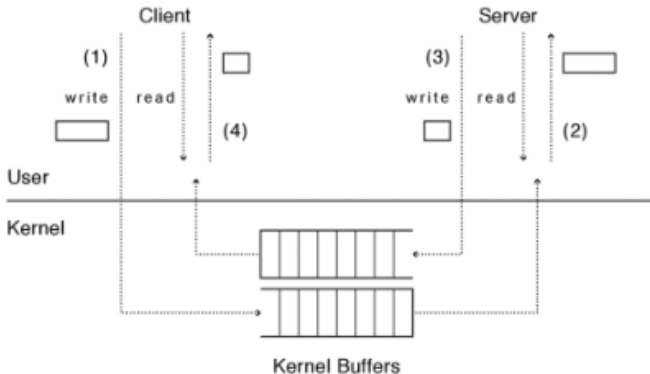 Client Server
(1) (3)
write read write read
(4) (2)
User
Kernel
Kernel Buffers